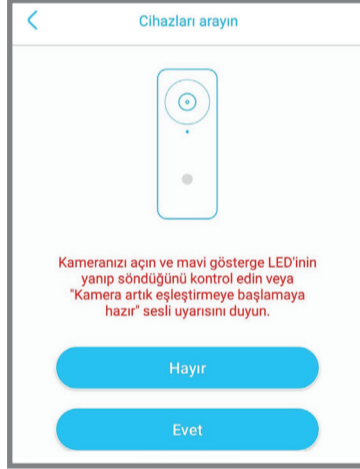 Cihazları arayın
Kameranızı açın ve mavi gösterge LED'inin
yanıp söndüğünü kontrol edin veya
"Kamera artık eşleştirmeye başlamaya
hazır" sesli uyarısını duyun.
Hayır
Evet